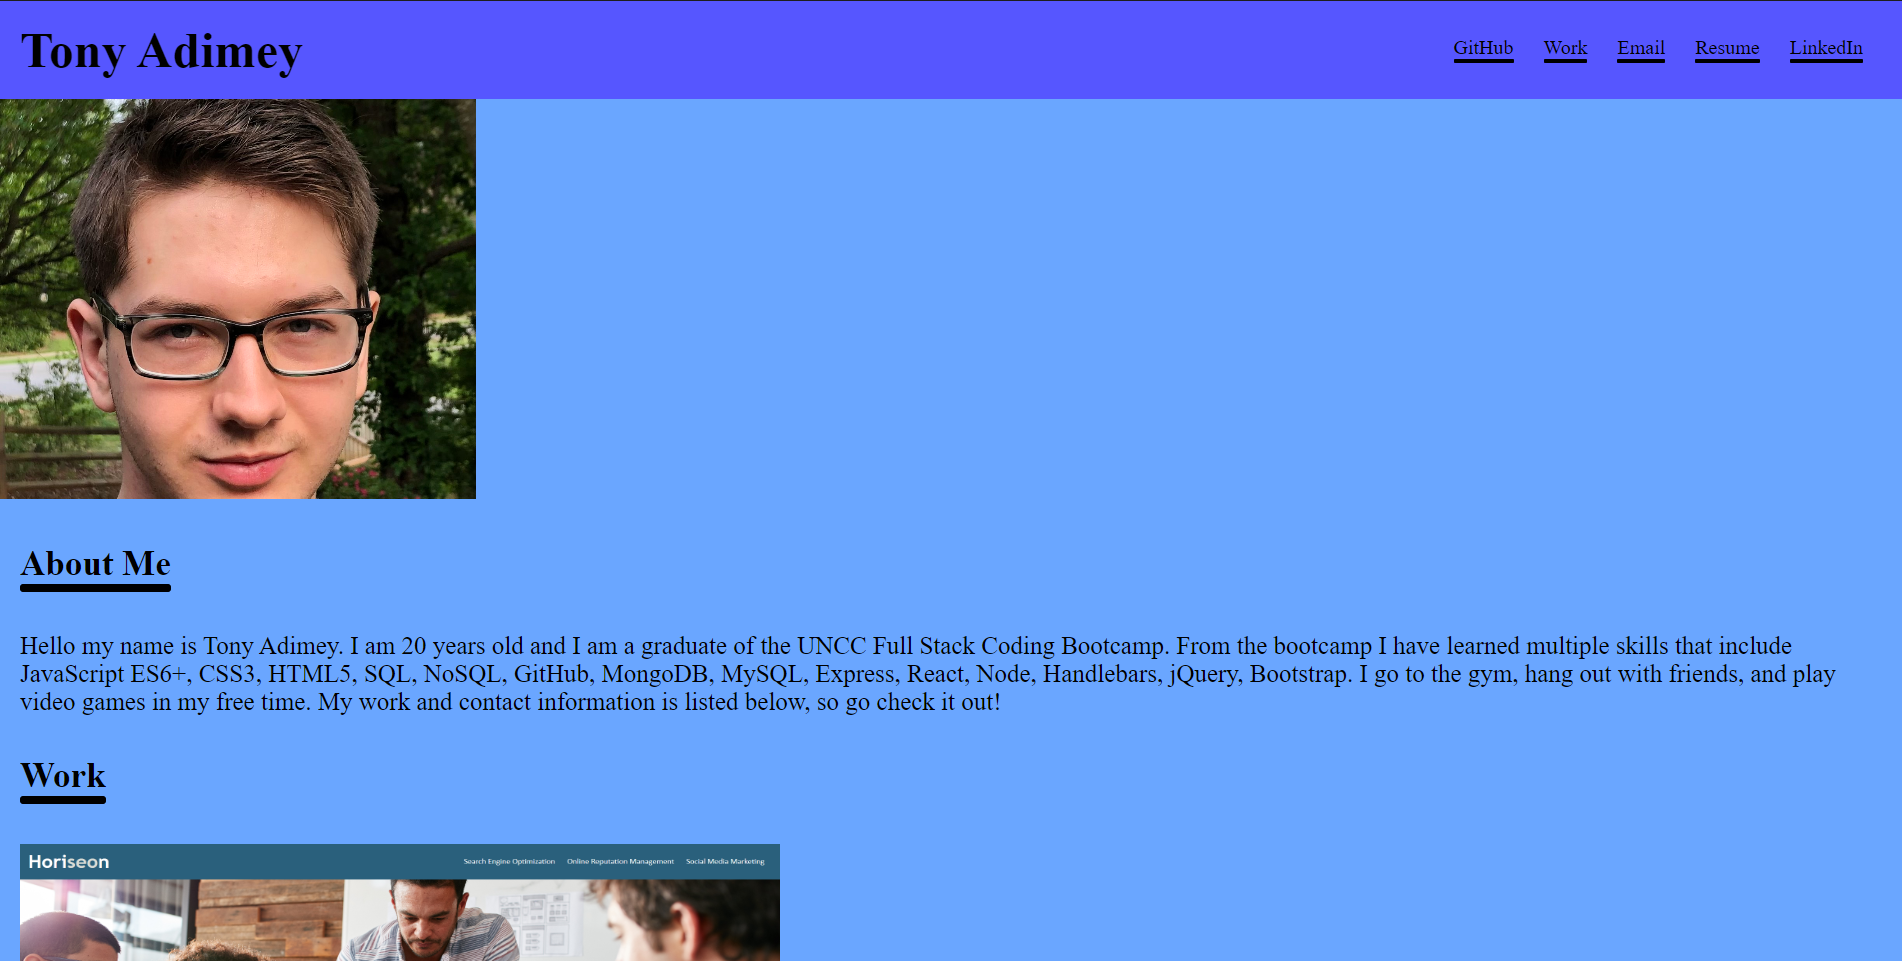 Tony Adimey
GitHub Work Email Resume LinkedIn
About Me
Hello my name is Tony Adimey. I am 20 years old and I am a graduate of the UNCC Full Stack Coding Bootcamp. From the bootcamp I have learned multiple skills that include
JavaScript ES6+, CSS3, HTML5, SQL, NoSQL, GitHub, MongoDB, MySQL, Express, React, Node, Handlebars, jQuery, Bootstrap. I go to the gym, hang out with friends, and play
video games in my free time. My work and contact information is listed below, so go check it out!
Work
Horiseon
Search Engine Optimization Online Reputation Management Social Media Marketing